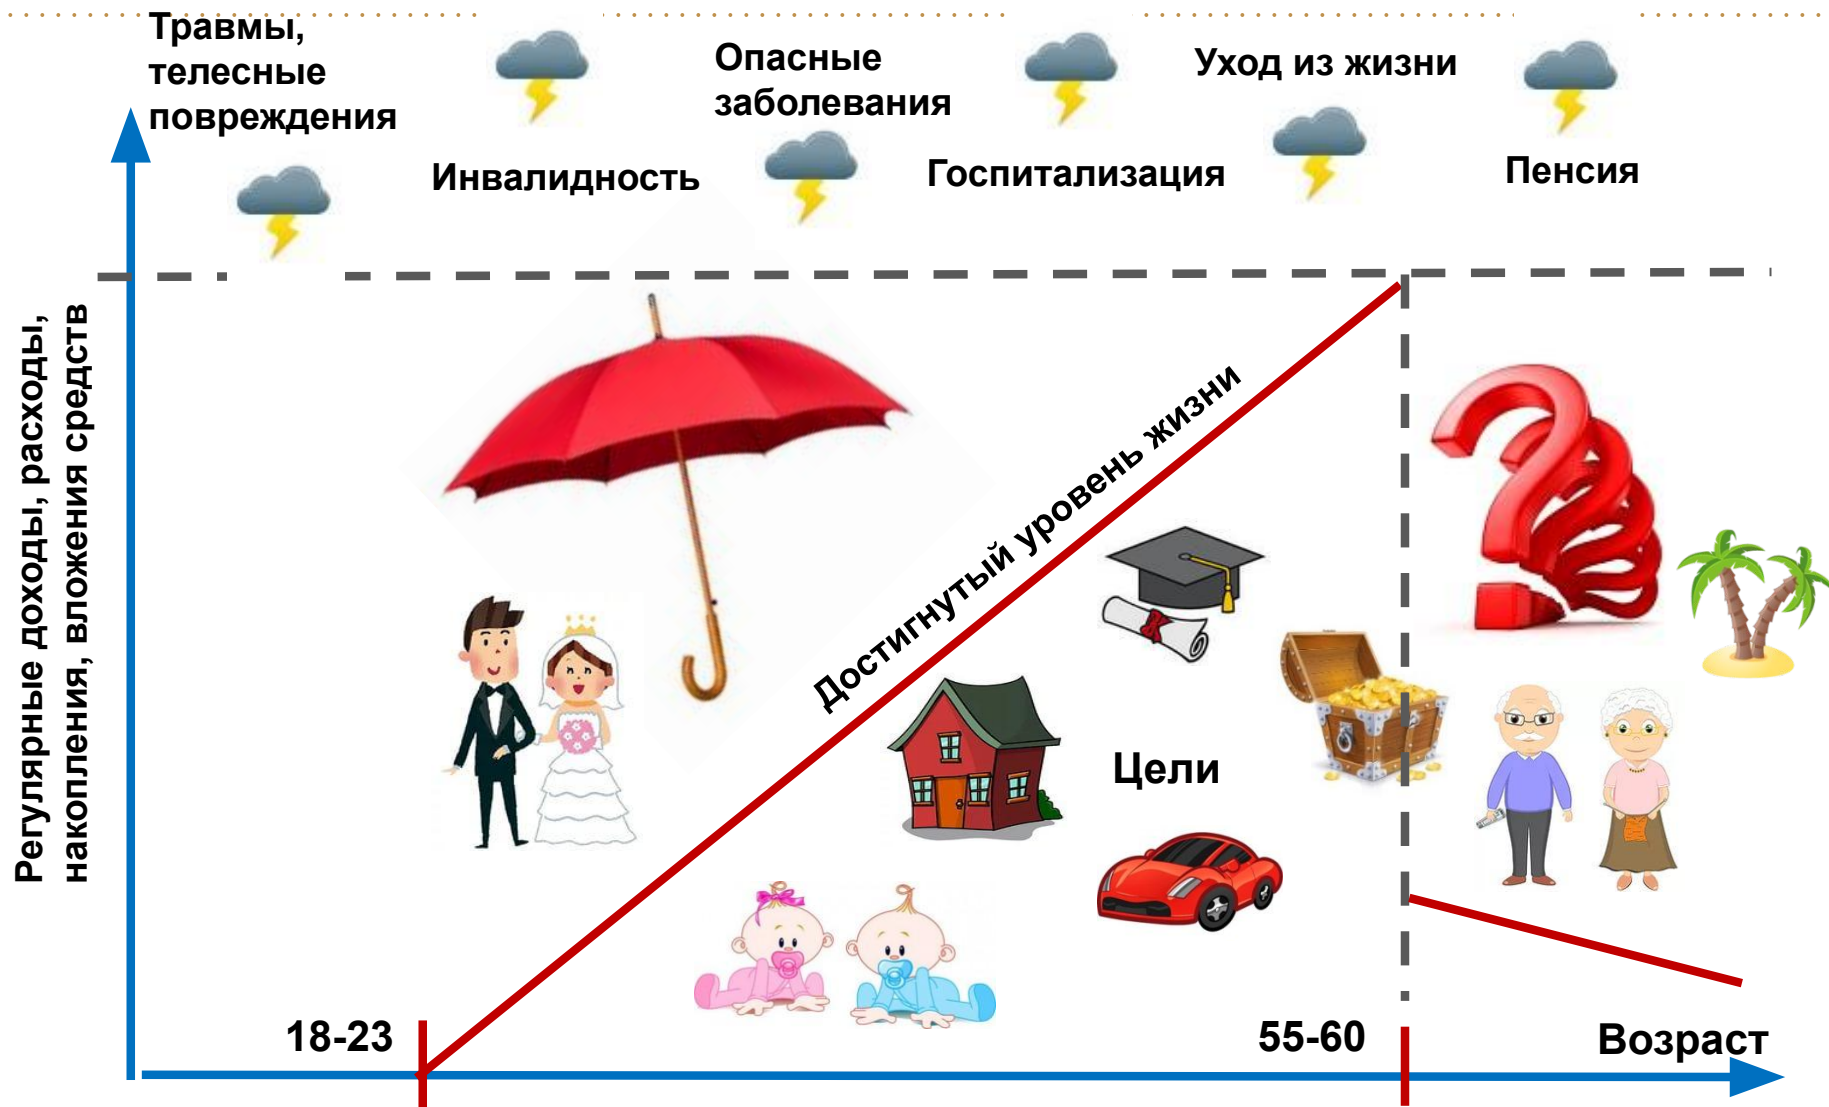 Травмы,
телесные
повреждения
Опасные
заболевания
Уход из жизни
Инвалидность
Госпитализация
Пенсия
Регулярные доходы, расходы,
накопления, вложения средств
Достигнутый уровень жизни
Цели
18-23
55-60
Возраст